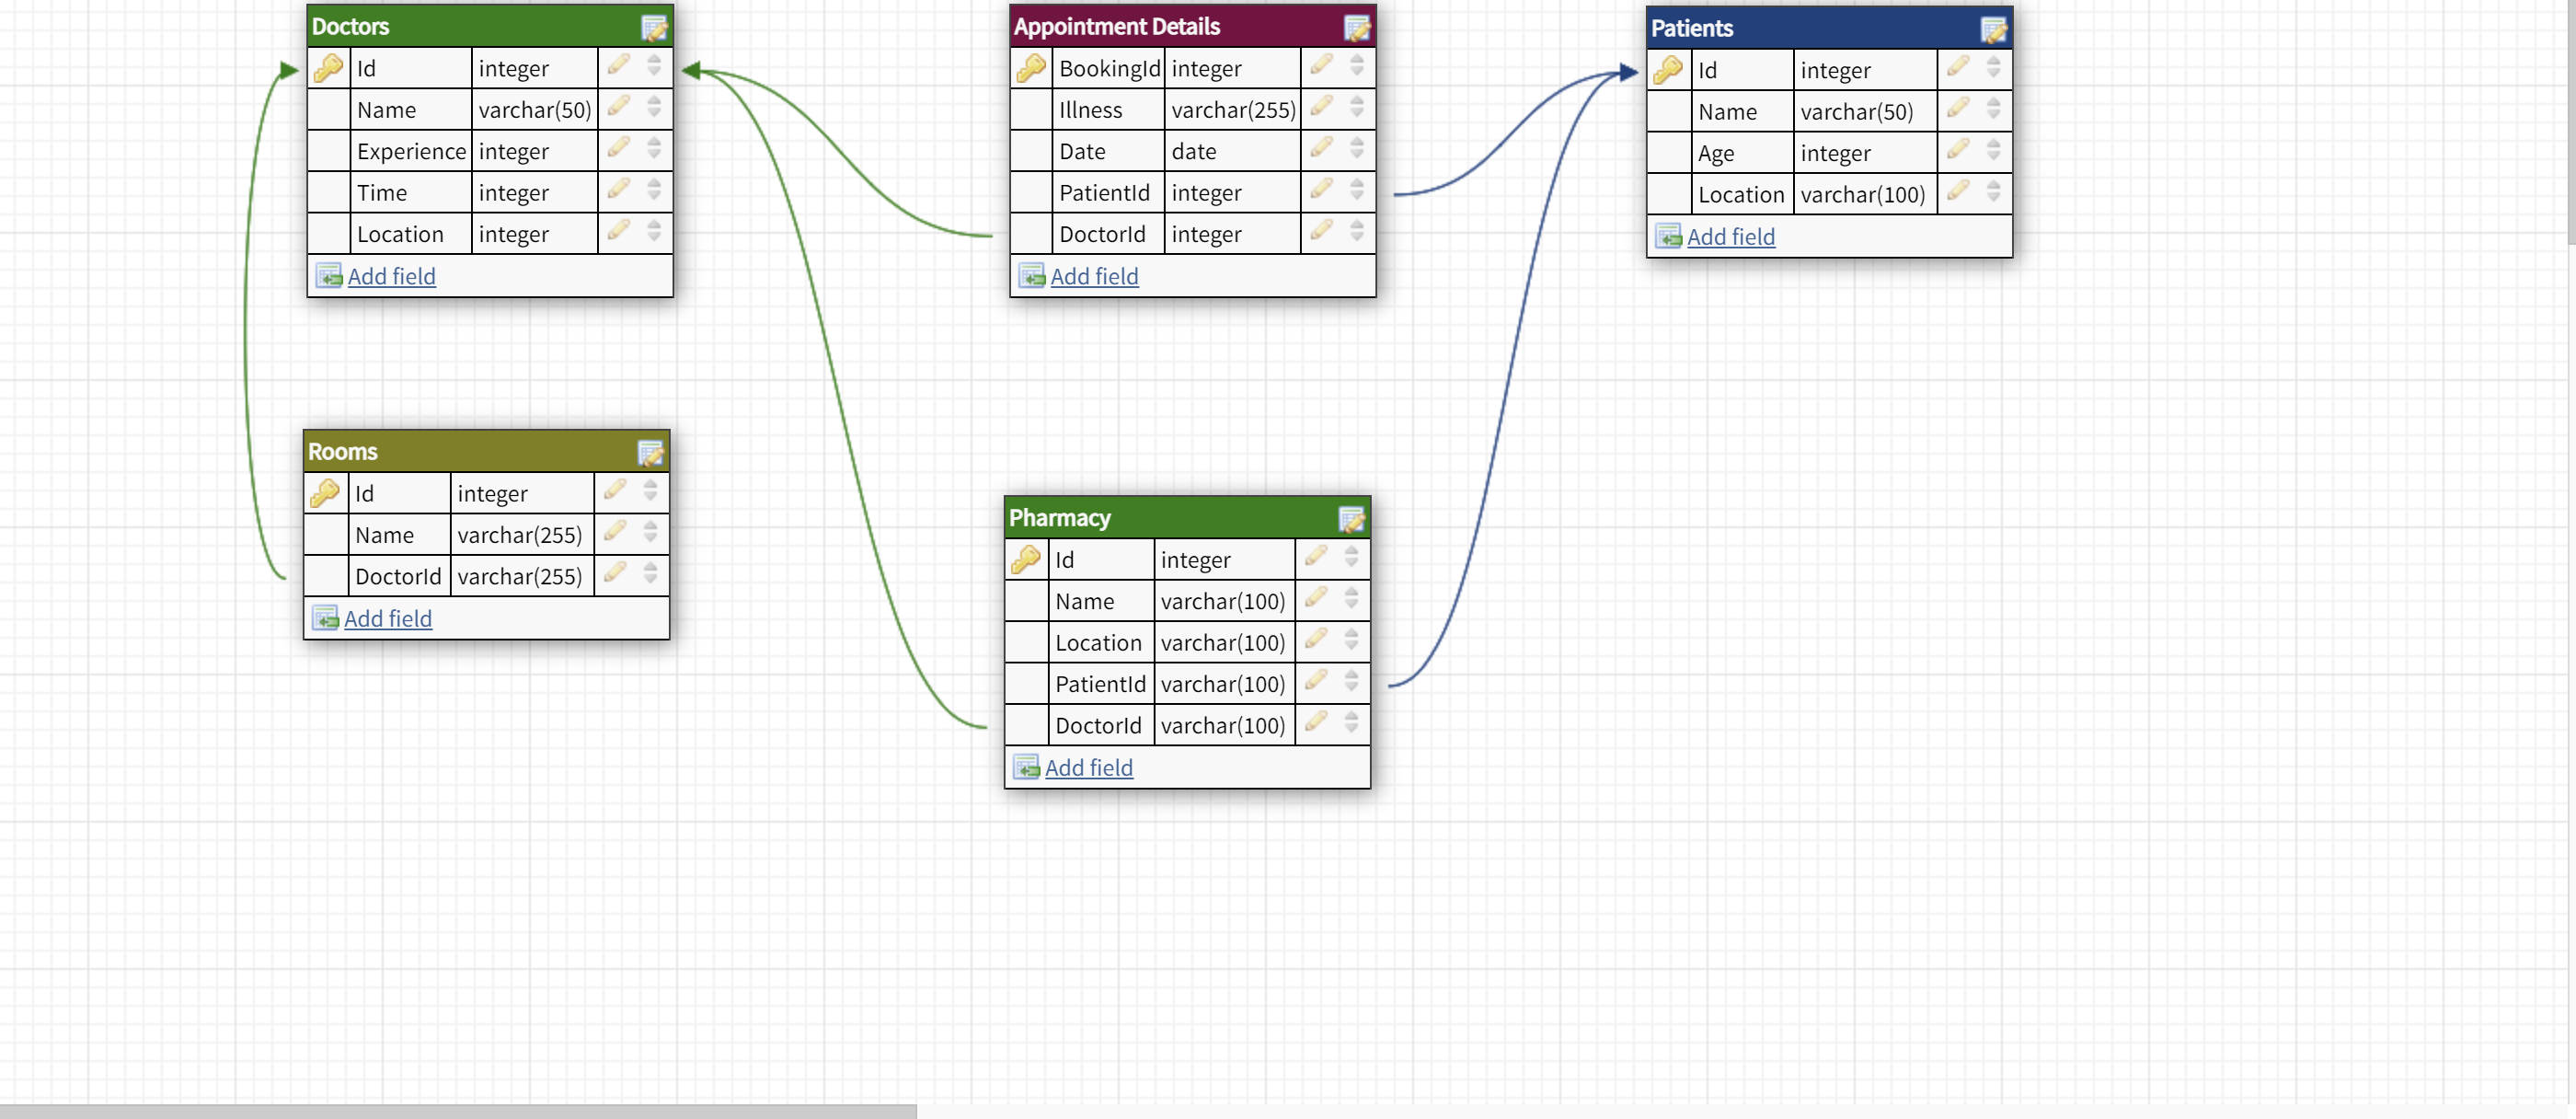 Doctors
Id integer
Name varchar(50)
Experience integer
Time integer
Location integer
Add field
Appointment Details
BookingId integer
Illness varchar(255)
Date date
PatientId integer
DoctorId integer
Add field
Patients
Id integer
Name varchar(50)
Age integer
Location varchar(100)
Add field
Rooms
Id integer
Name varchar(255)
DoctorId varchar(255)
Add field
Pharmacy
Id integer
Name varchar(100)
Location varchar(100)
PatientId varchar(100)
DoctorId varchar(100)
Add field